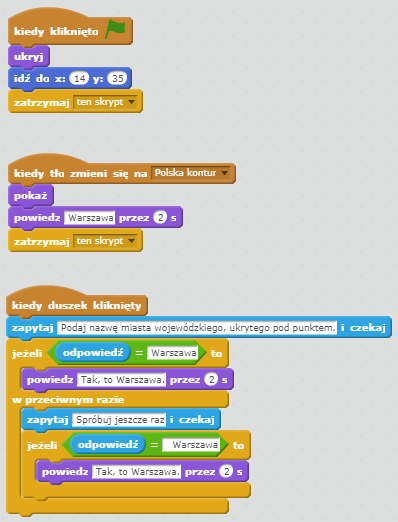 kiedy kliknięto
ukryj
idź do x: 14 y: 35
zatrzymaj ten skrypt
kiedy tło zmieni się na Polska kontur
pokaż
powiedz Warszawa przez 2 s
zatrzymaj ten skrypt
kiedy duszek kliknięty
zapytaj Podaj nazwę miasta wojewódzkiego, ukrytego pod punktem. i czekaj
jeżeli odpowiedź = Warszawa to
powiedz Tak, to Warszawa. przez 2 s
w przeciwnym razie
zapytaj Spróbuj jeszcze raz i czekaj
jeżeli odpowiedź = Warszawa to
powiedz Tak, to Warszawa. przez 2 s